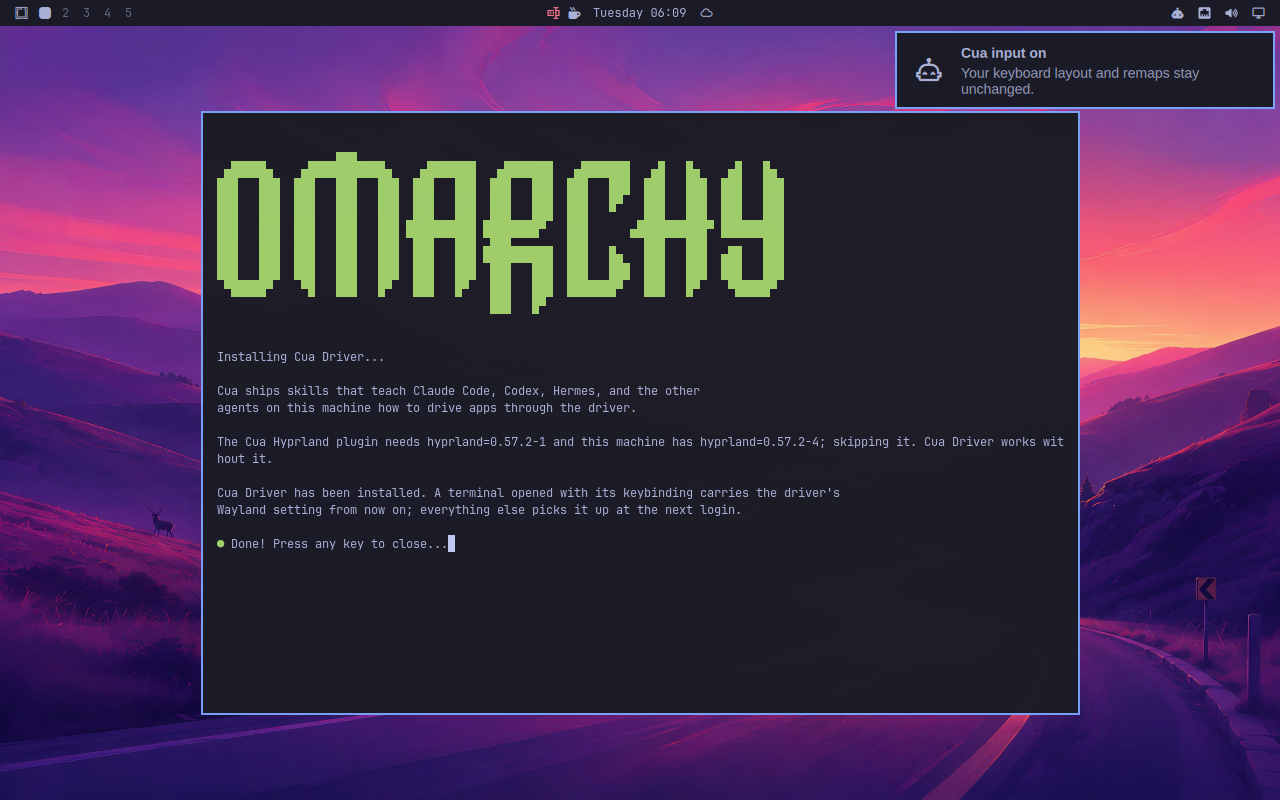 2 3 4 5
Tuesday 06:09
Cua input on
Your keyboard layout and remaps stay
unchanged.
OMARCHY
Installing Cua Driver...
Cua ships skills that teach Claude Code, Codex, Hermes, and the other
agents on this machine how to drive apps through the driver.
The Cua Hyprland plugin needs hyprland=0.57.2-1 and this machine has hyprland=0.57.2-4; skipping it. Cua Driver works wit
hout it.
Cua Driver has been installed. A terminal opened with its keybinding carries the driver's
Wayland setting from now on; everything else picks it up at the next login.
● Done! Press any key to close...